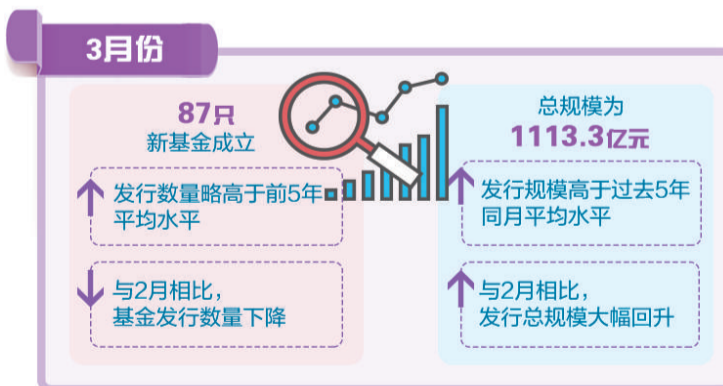 3月份
87只
新基金成立
发行数量略高于前5年
平均水平
与2月相比，
基金发行数量下降
总规模为
1113.3亿元
发行规模高于过去5年
同月平均水平
与2月相比，
发行总规模大幅回升